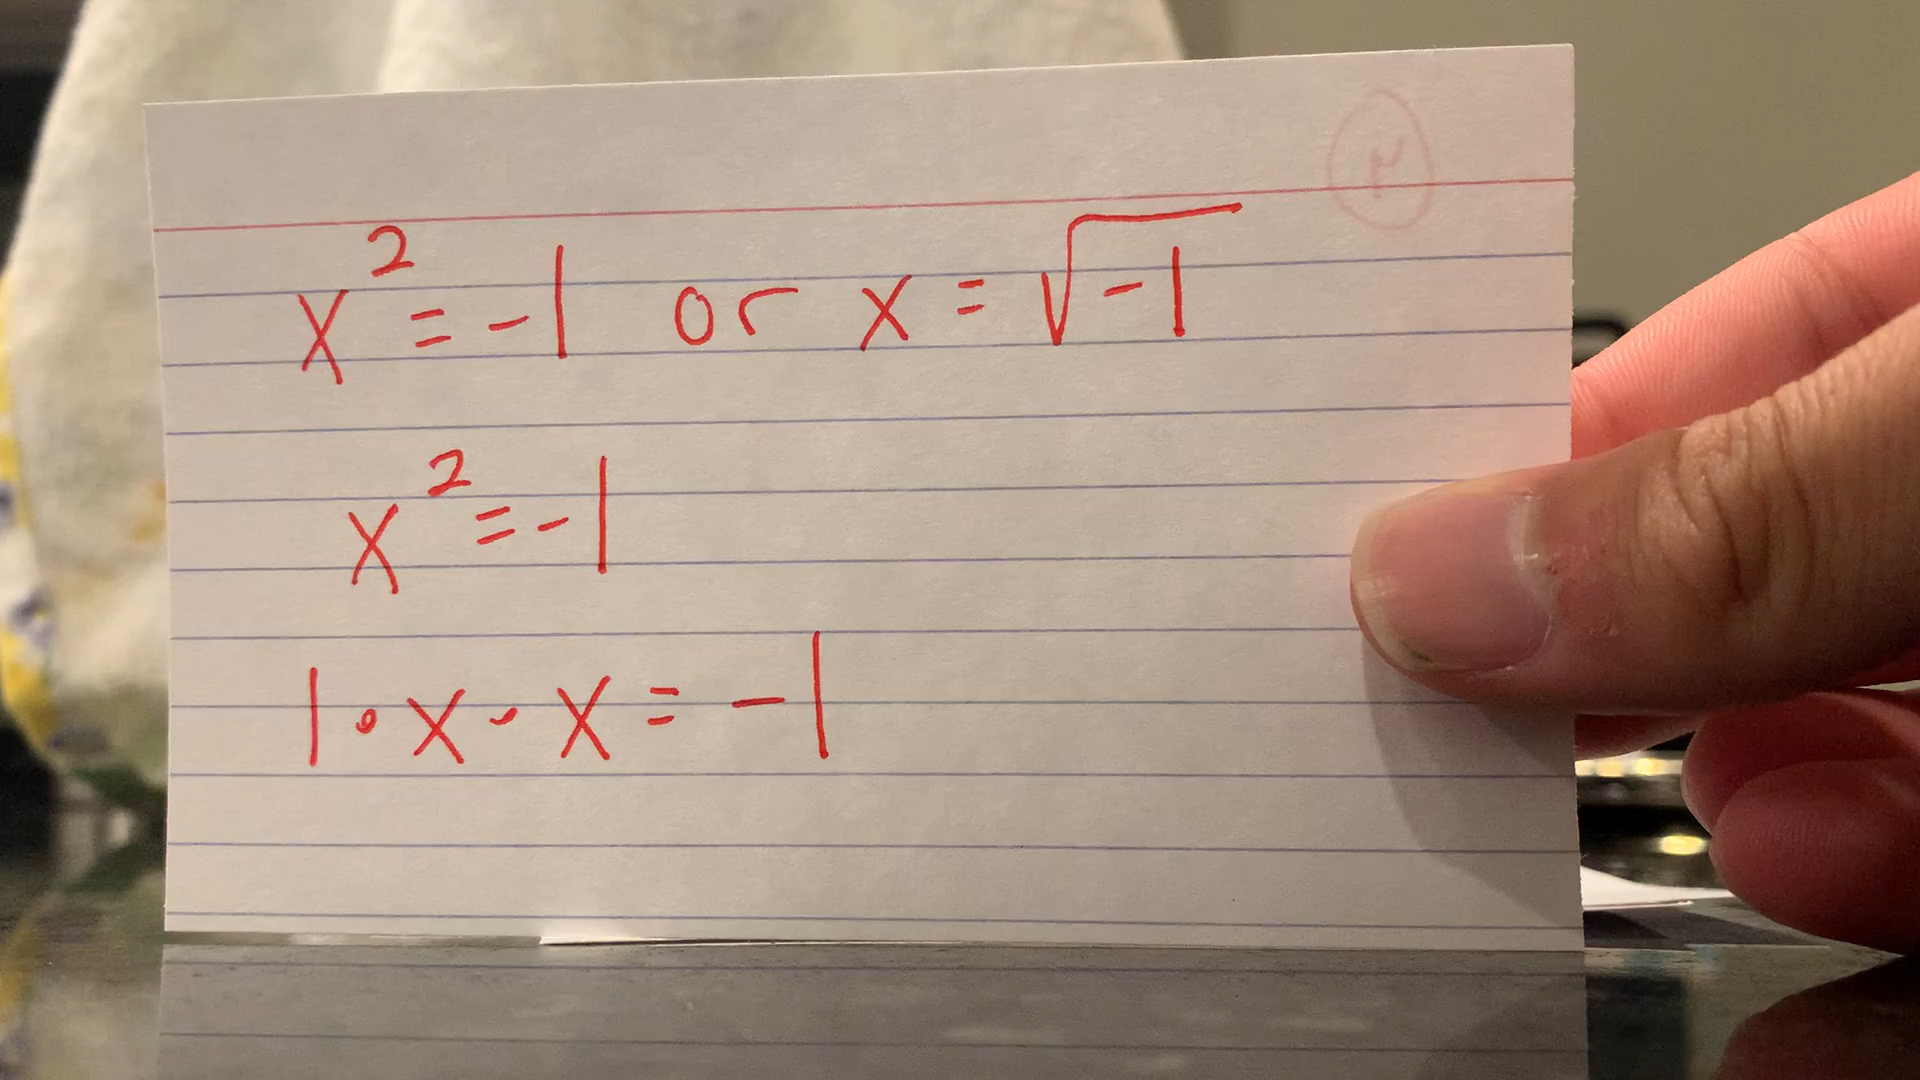 x² = -1 or x = √-1
x² = -1
1 · x · x = -1